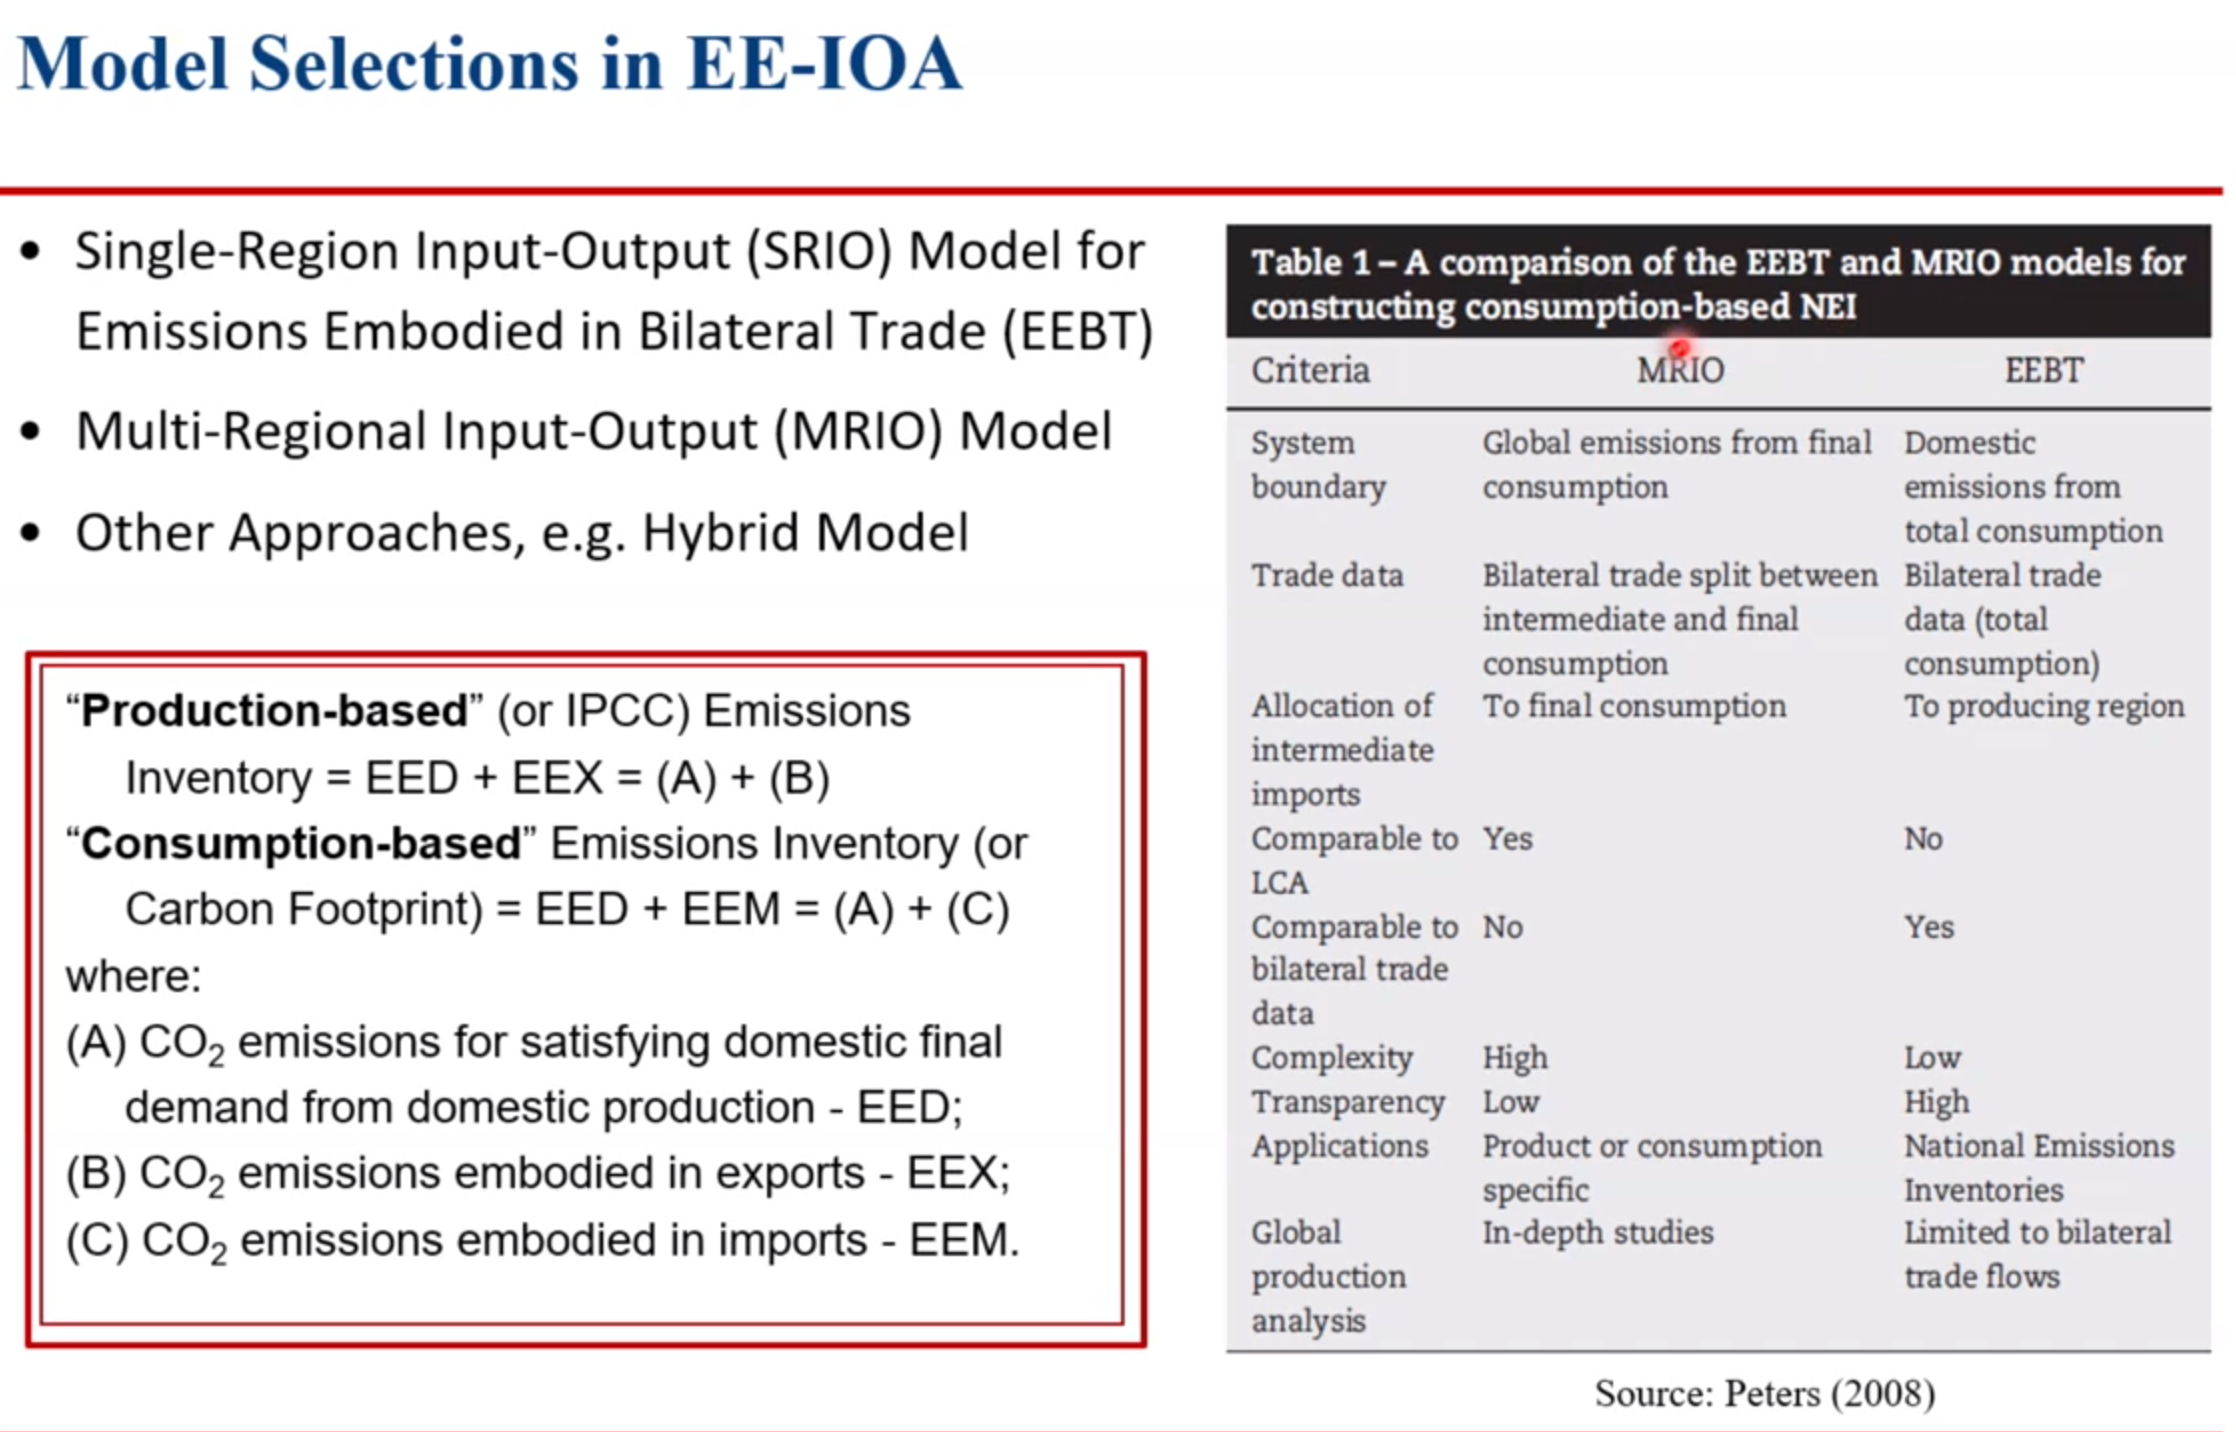 Model Selections in EE-IOA
• Single-Region Input-Output (SRIO) Model for
Emissions Embodied in Bilateral Trade (EEBT)
• Multi-Regional Input-Output (MRIO) Model
• Other Approaches, e.g. Hybrid Model
“Production-based” (or IPCC) Emissions
Inventory = EED + EEX = (A) + (B)
“Consumption-based” Emissions Inventory (or
Carbon Footprint) = EED + EEM = (A) + (C)
where:
(A) CO₂ emissions for satisfying domestic final
demand from domestic production - EED;
(B) CO₂ emissions embodied in exports - EEX;
(C) CO₂ emissions embodied in imports - EEM.
Table 1 – A comparison of the EEBT and MRIO models for
constructing consumption-based NEI
Criteria MRIO EEBT
System Global emissions from final Domestic
boundary consumption emissions from
total consumption
Trade data Bilateral trade split between Bilateral trade
intermediate and final data (total
consumption consumption)
Allocation of To final consumption To producing region
intermediate
imports
Comparable to Yes No
LCA
Comparable to No Yes
bilateral trade
data
Complexity High Low
Transparency Low High
Applications Product or consumption National Emissions
specific Inventories
Global In-depth studies Limited to bilateral
production trade flows
analysis
Source: Peters (2008)